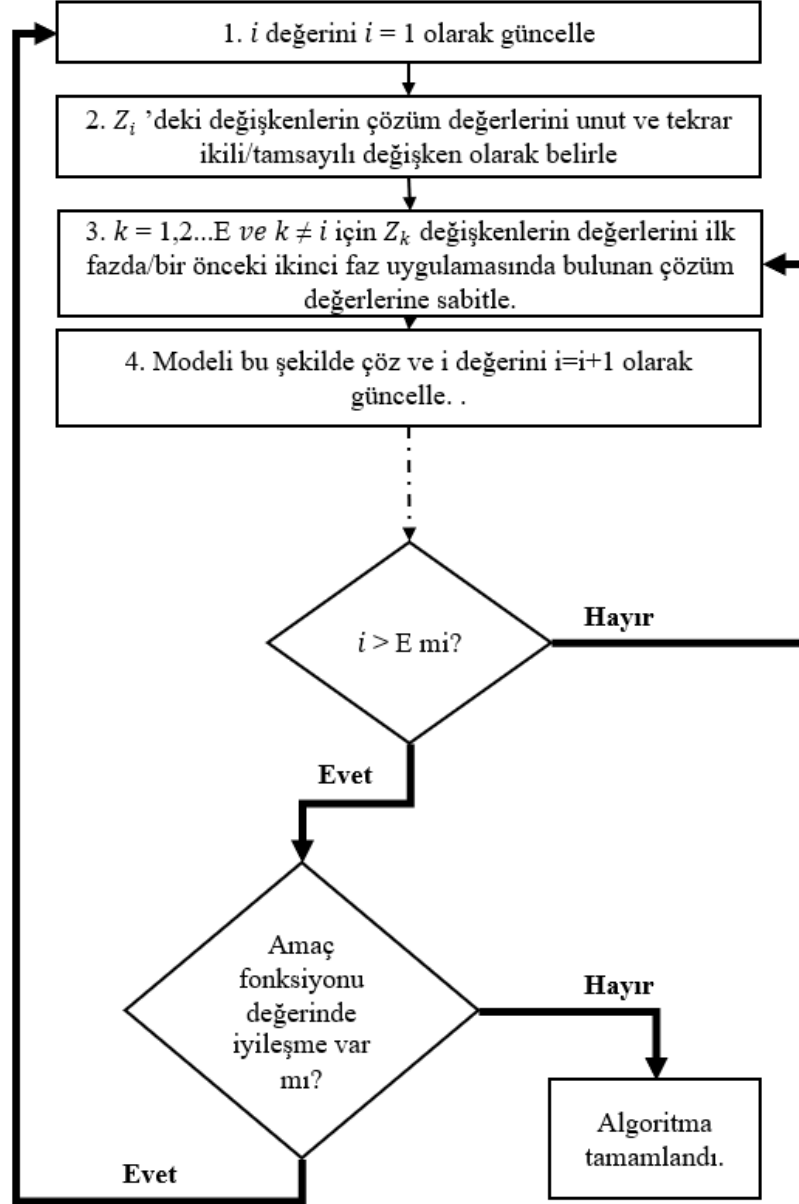 1. i değerini i = 1 olarak güncelle
2. Zᵢ ’deki değişkenlerin çözüm değerlerini unut ve tekrar
ikili/tamsayılı değişken olarak belirle
3. k = 1,2...E ve k ≠ i için Zₖ değişkenlerin değerlerini ilk
fazda/bir önceki ikinci faz uygulamasında bulunan çözüm
değerlerine sabitle.
4. Modeli bu şekilde çöz ve i değerini i=i+1 olarak
güncelle. .
i > E mi?
Hayır
Evet
Amaç
fonksiyonu
değerinde
iyileşme var
mı?
Hayır
Algoritma
tamamlandı.
Evet